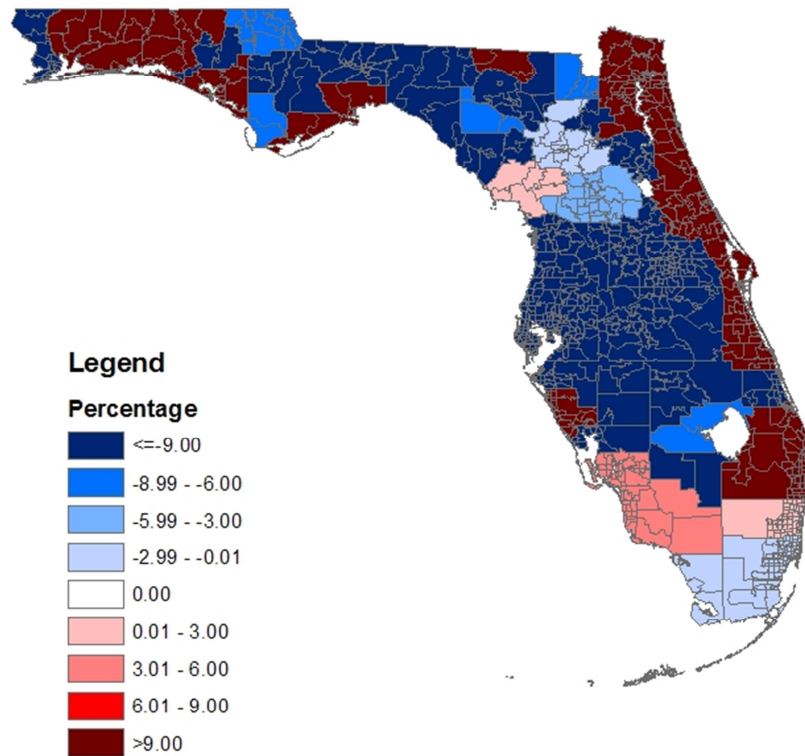 Legend
Percentage
<=-9.00
-8.99 - -6.00
-5.99 - -3.00
-2.99 - -0.01
0.00
0.01 - 3.00
3.01 - 6.00
6.01 - 9.00
>9.00